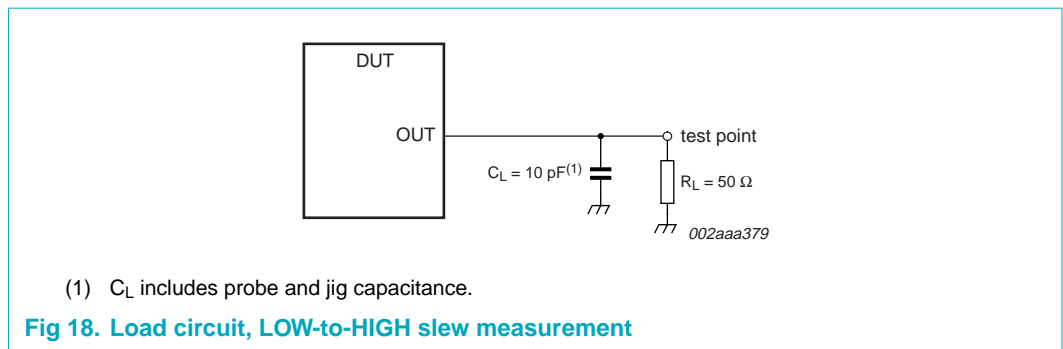 DUT
OUT
test point
C_L = 10 pF(1)
R_L = 50 Ω
002aaa379
(1) C_L includes probe and jig capacitance.
Fig 18. Load circuit, LOW-to-HIGH slew measurement